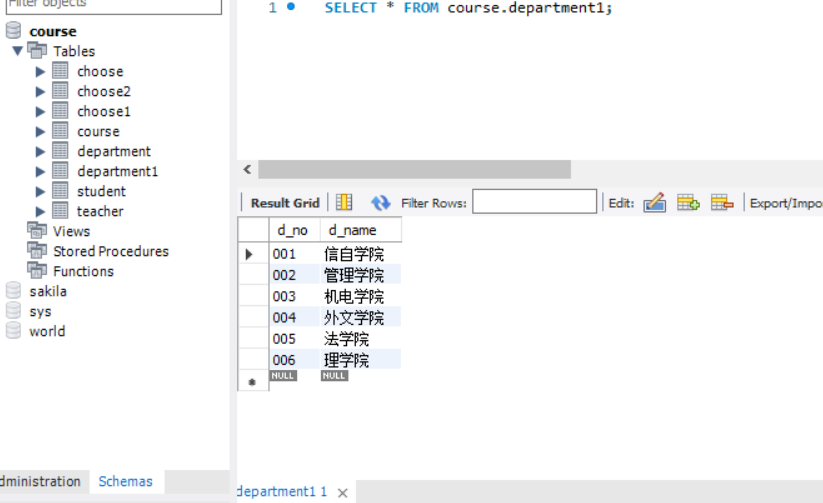 Filter objects
course
Tables
choose
choose2
choose1
course
department
department1
student
teacher
Views
Stored Procedures
Functions
sakila
sys
world
dministration Schemas
1 SELECT * FROM course.department1;
Result Grid Filter Rows: Edit: Export/Impo
d_no d_name
001 信自学院
002 管理学院
003 机电学院
004 外文学院
005 法学院
006 理学院
NULL NULL
department1 1